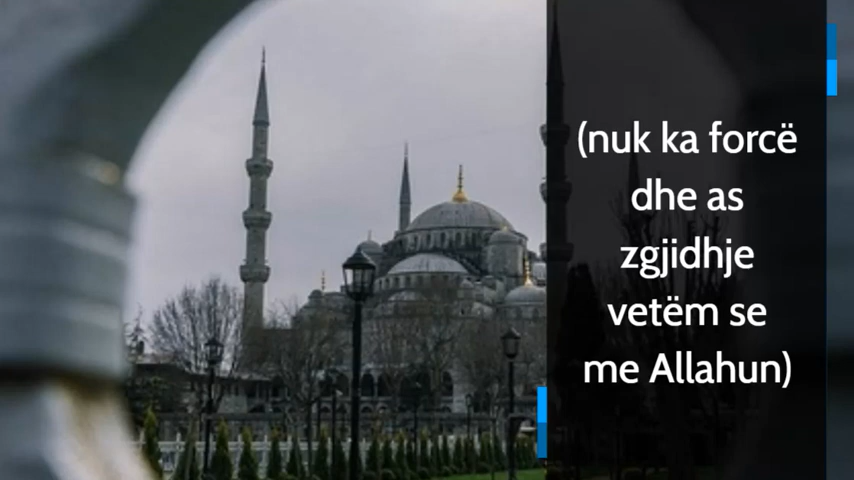 (nuk ka forcë
dhe as
zgjidhje
vetëm se
me Allahun)